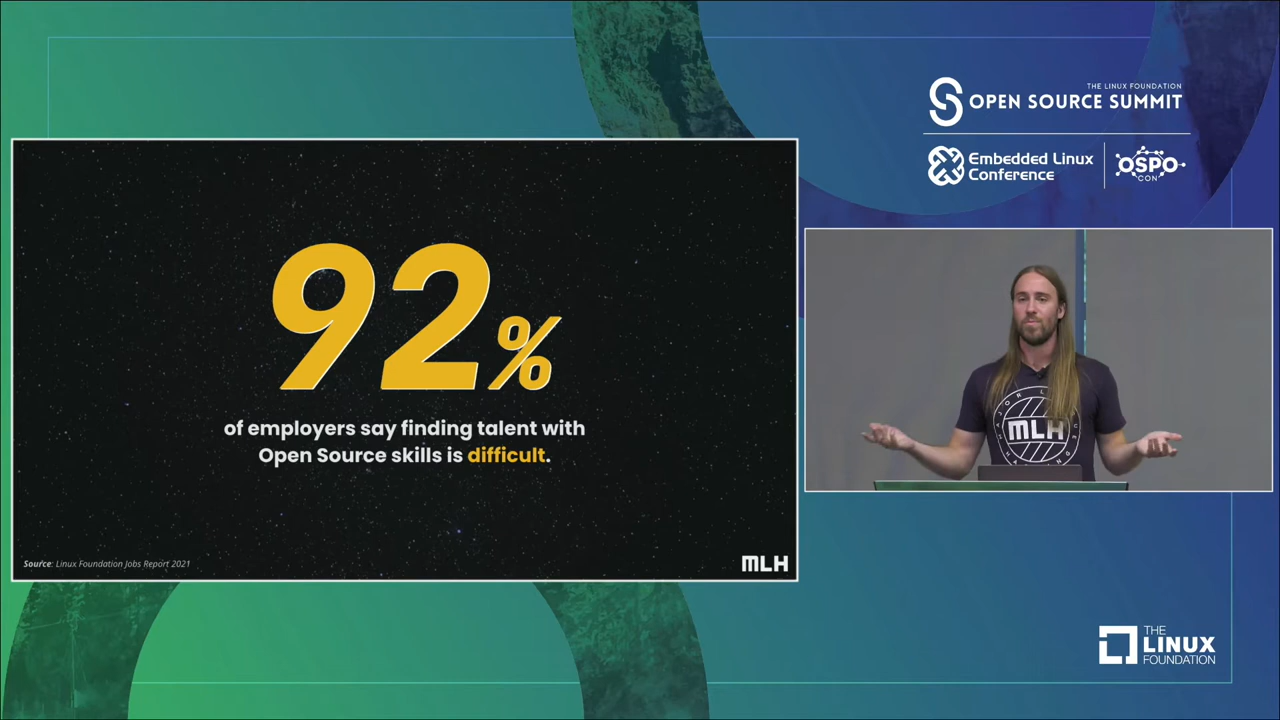 THE LINUX FOUNDATION
OPEN SOURCE SUMMIT
Embedded Linux
Conference
OSPO
CON
92%
of employers say finding talent with
Open Source skills is difficult.
Source: Linux Foundation Jobs Report 2021
MLH
MLH
THE
LINUX
FOUNDATION